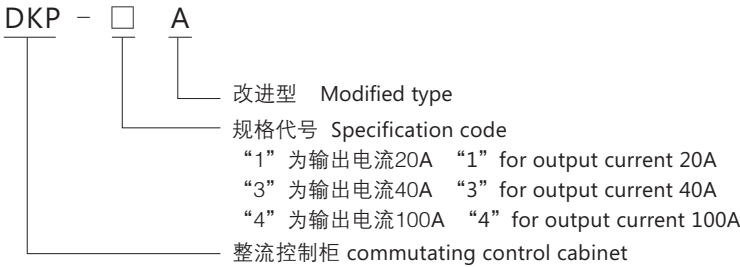 DKP - □ A
改进型 Modified type
规格代号 Specification code
“1”为输出电流20A “1”for output current 20A
“3”为输出电流40A “3”for output current 40A
“4”为输出电流100A “4”for output current 100A
整流控制柜 commutating control cabinet